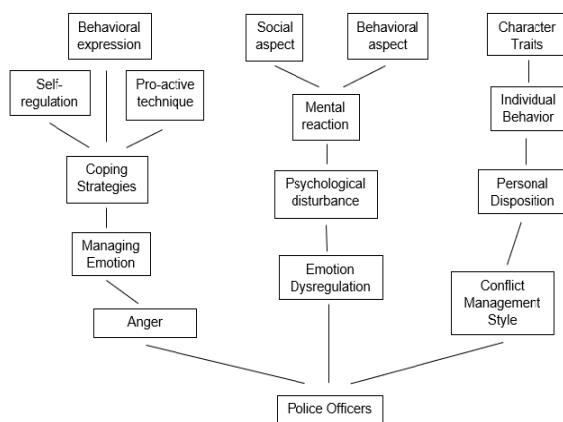 Behavioral
expression
Social
aspect
Behavioral
aspect
Character
Traits
Self-
regulation
Pro-active
technique
Mental
reaction
Individual
Behavior
Coping
Strategies
Psychological
disturbance
Personal
Disposition
Managing
Emotion
Emotion
Dysregulation
Conflict
Management
Style
Anger
Police Officers